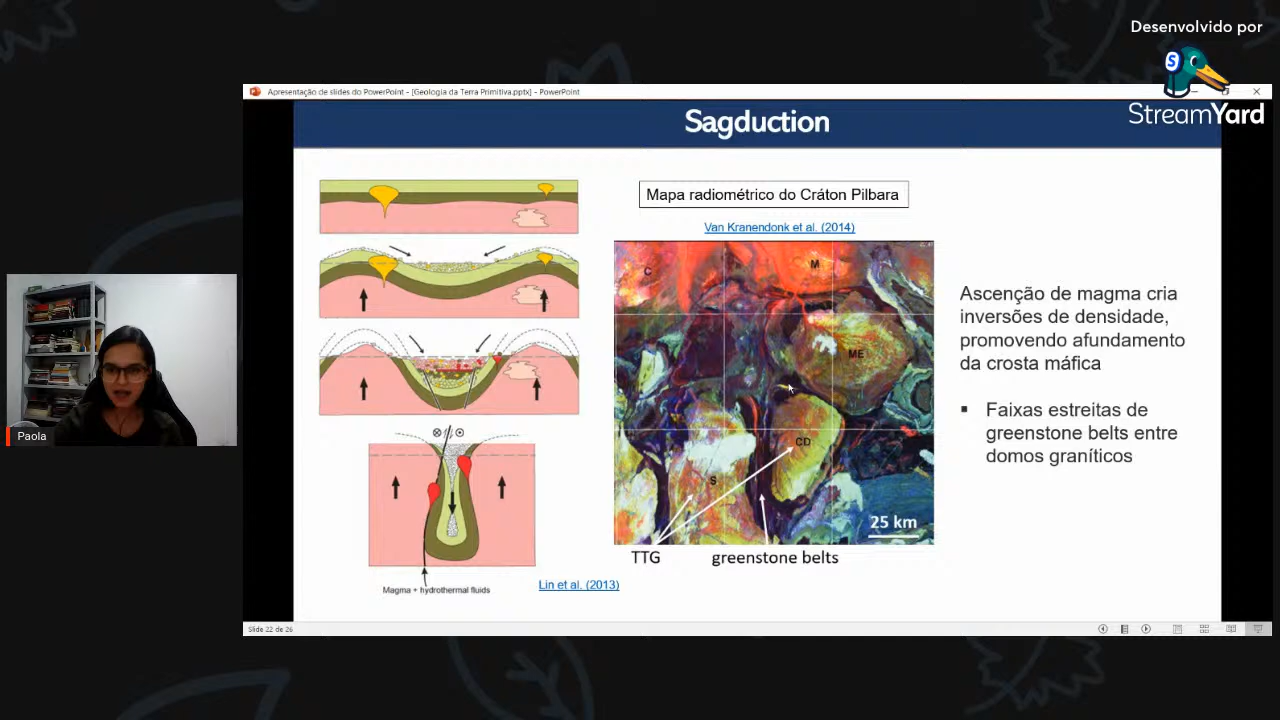 Desenvolvido por
S
StreamYard
Apresentação de slides do PowerPoint - [Geologia da Terra Primitiva.pptx] - PowerPoint
Sagduction
Mapa radiométrico do Cráton Pilbara
Van Kranendonk et al. (2014)
C
M
ME
CD
S
25 km
TTG
greenstone belts
Magma + hydrothermal fluids
Lin et al. (2013)
Ascenção de magma cria
inversões de densidade,
promovendo afundamento
da crosta máfica
▪ Faixas estreitas de
greenstone belts entre
domos graníticos
Paola
Slide 22 de 26